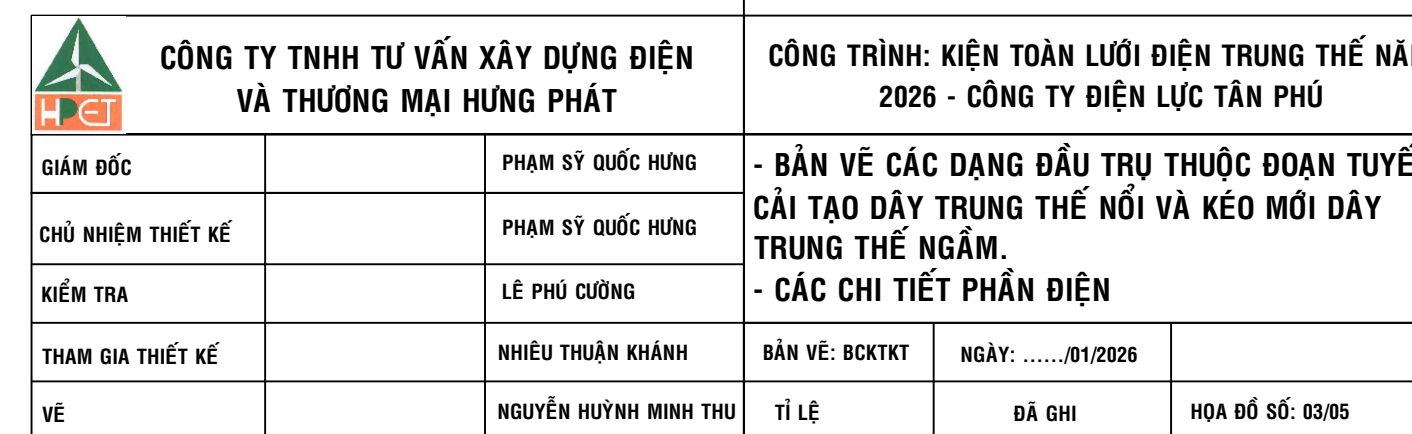 HPET
CÔNG TY TNHH TƯ VẤN XÂY DỰNG ĐIỆN
VÀ THƯƠNG MẠI HƯNG PHÁT
CÔNG TRÌNH: KIỆN TOÀN LƯỚI ĐIỆN TRUNG THẾ
2026 - CÔNG TY ĐIỆN LỰC TÂN PHÚ
GIÁM ĐỐC
PHẠM SỸ QUỐC HƯNG
CHỦ NHIỆM THIẾT KẾ
PHẠM SỸ QUỐC HƯNG
KIỂM TRA
LÊ PHÚ CƯỜNG
THAM GIA THIẾT KẾ
NHIÊU THUẬN KHÁNH
VẼ
NGUYỄN HUỲNH MINH THU
- BẢN VẼ CÁC DẠNG ĐẦU TRỤ THUỘC ĐOẠN
CẢI TẠO DÂY TRUNG THẾ NỔI VÀ KÉO MỚI DÂY
TRUNG THẾ NGẦM.
- CÁC CHI TIẾT PHẦN ĐIỆN
BẢN VẼ: BCKTKT
NGÀY: ....../01/2026
TỈ LỆ
ĐÃ GHI
HỌA ĐỒ SỐ: 03/05